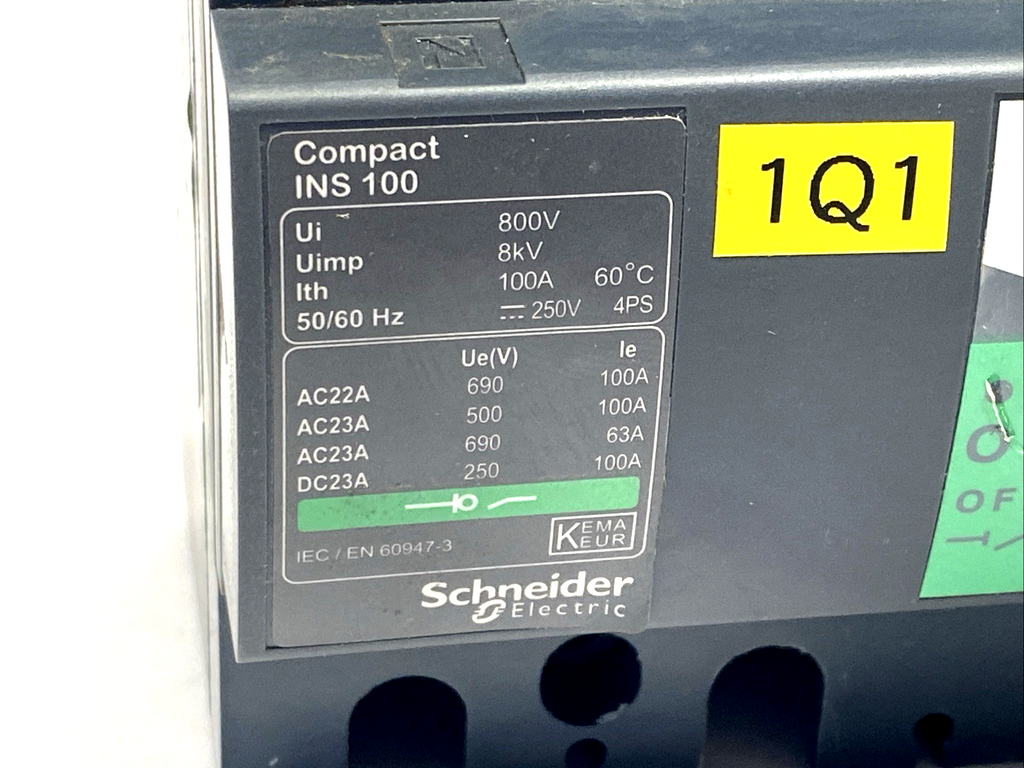 N
Compact
INS 100
Ui 800V
Uimp 8kV
Ith 100A 60°C
50/60 Hz ⎓ 250V 4PS
Ue(V) Ie
AC22A 690 100A
AC23A 500 100A
AC23A 690 63A
DC23A 250 100A
IEC / EN 60947-3
KEMA
KEUR
Schneider
Electric
1Q1
O
OF